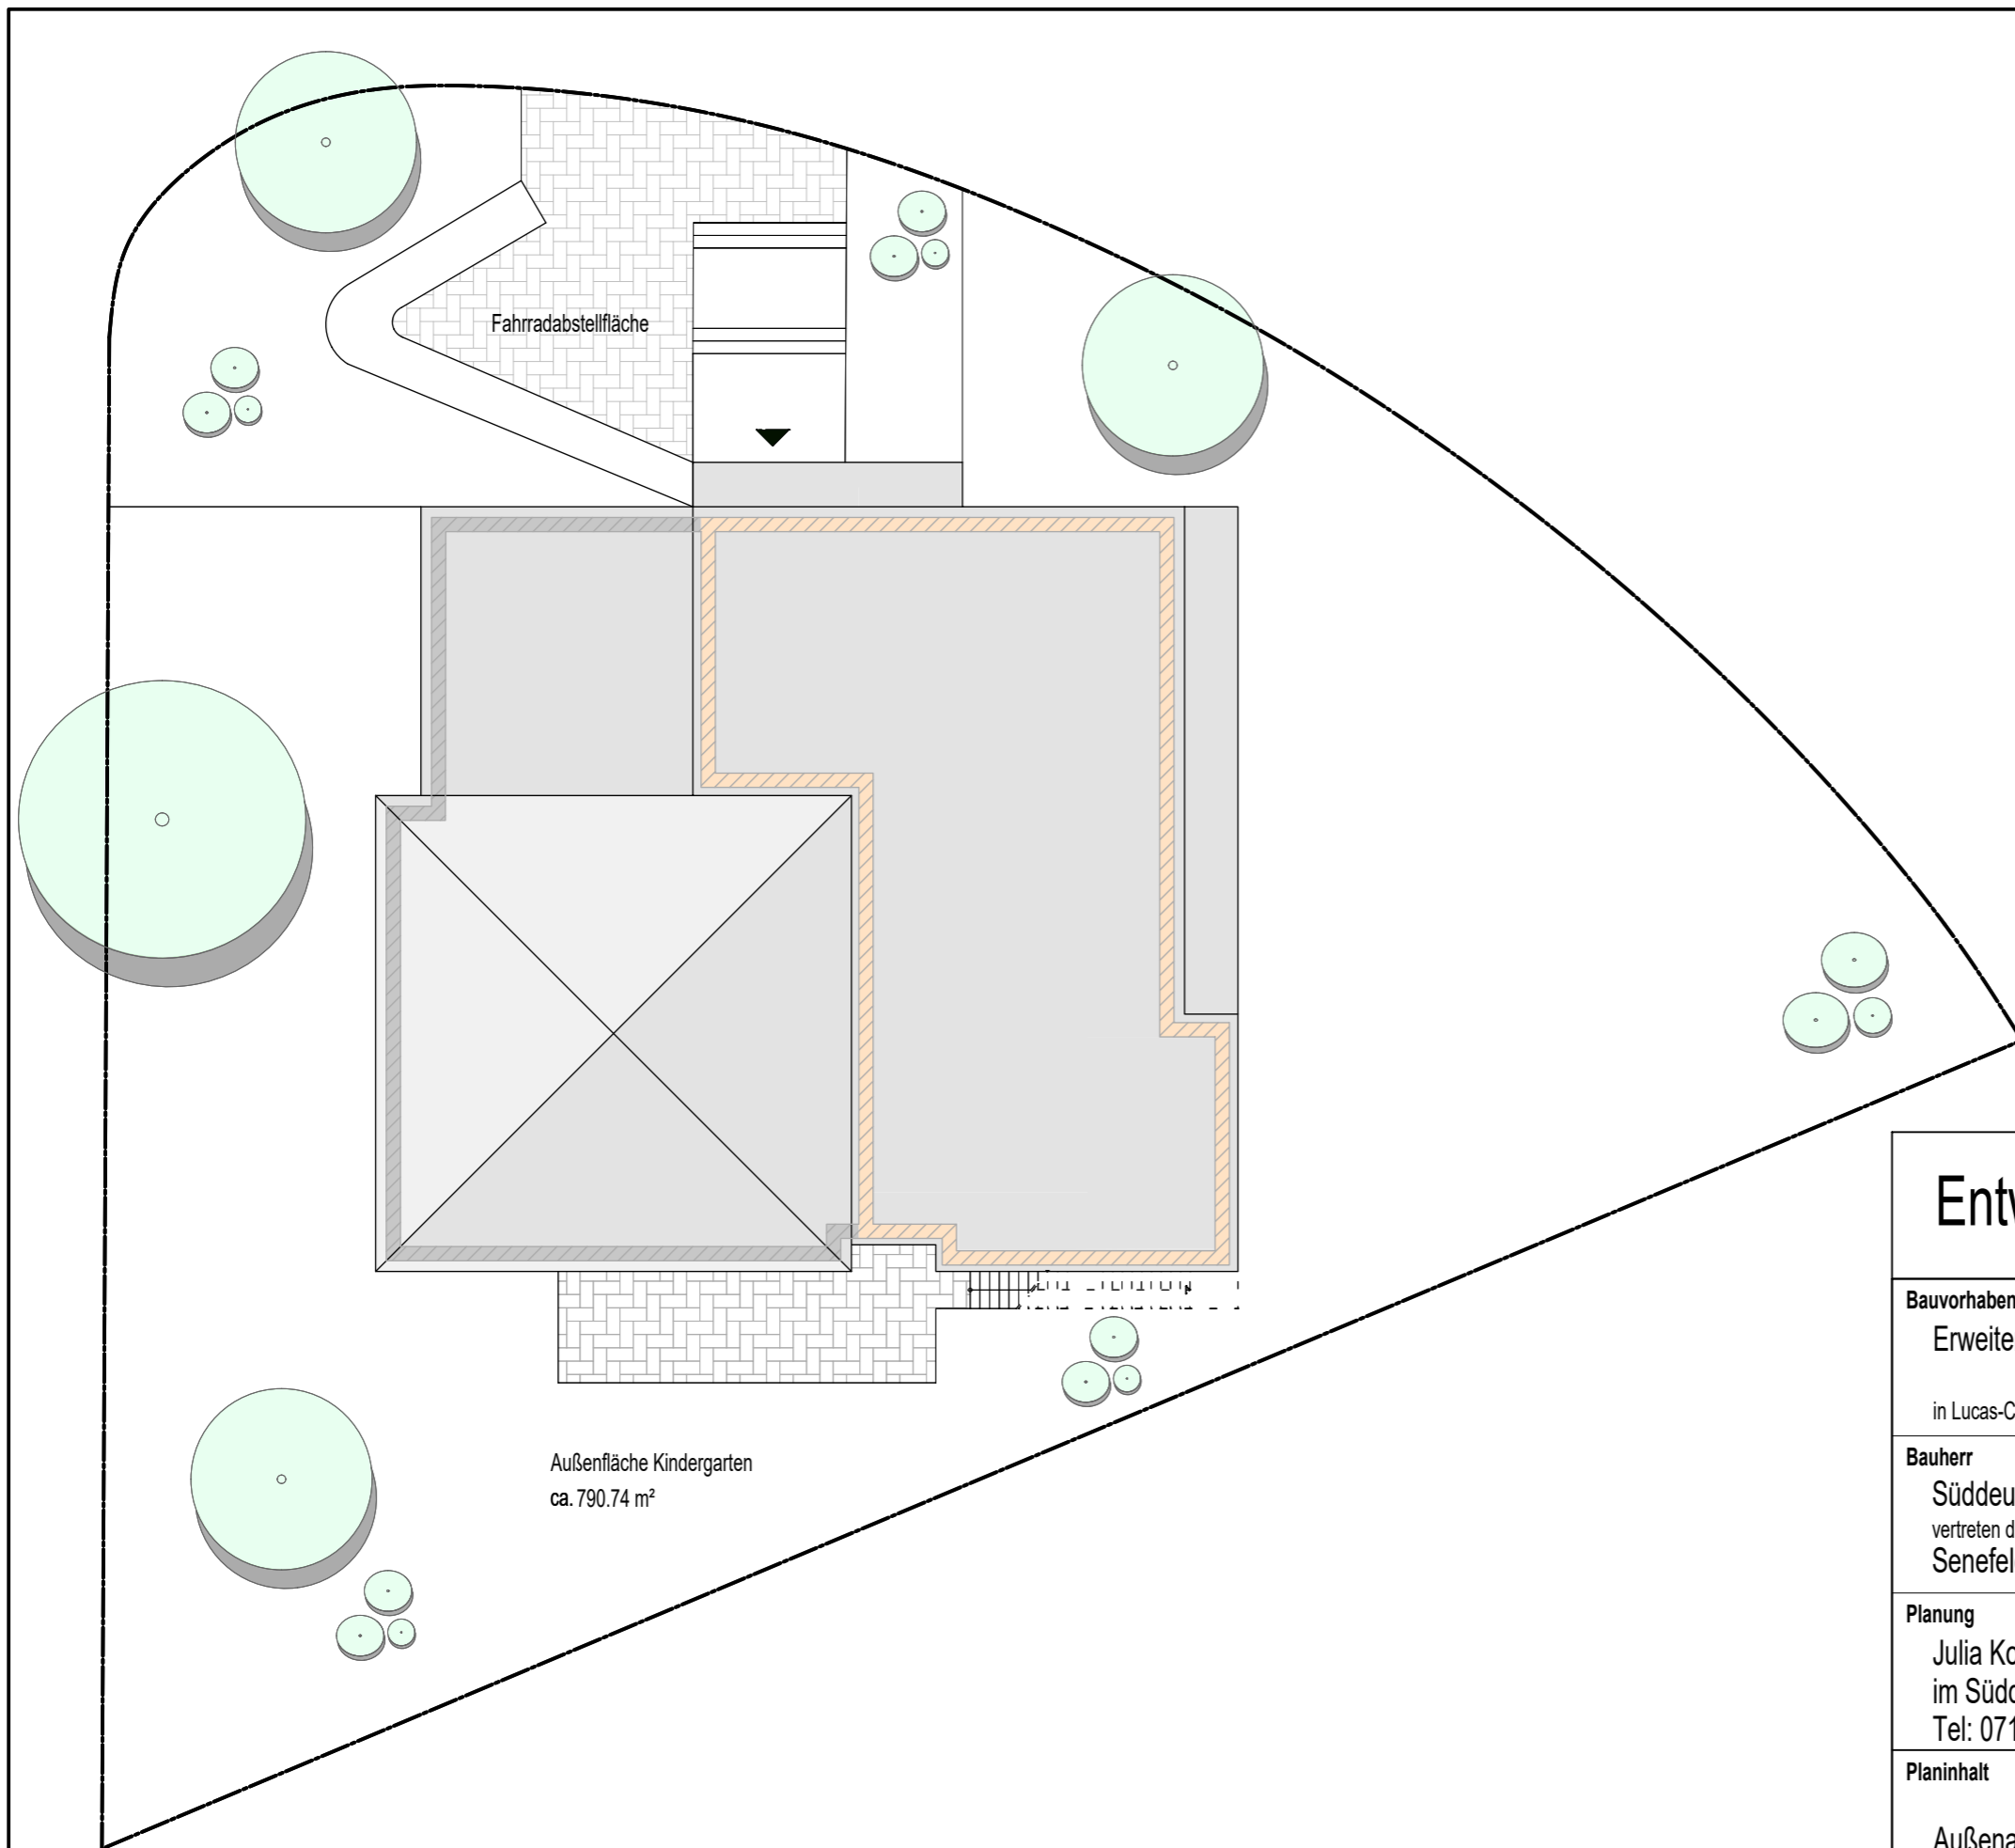 Fahrradabstellfläche
Außenfläche Kindergarten
ca. 790.74 m²
Bauvorhaben
Erweite
in Lucas-C
Bauherr
Süddeu
vertreten d
Senefel
Planung
Julia Ko
im Südd
Tel: 071
Planinhalt
Außena